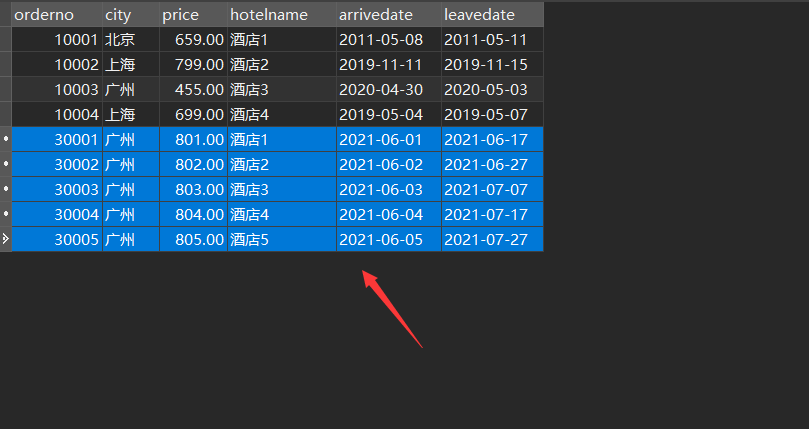 orderno city price hotelname arrivedate leavedate
10001 北京 659.00 酒店1 2011-05-08 2011-05-11
10002 上海 799.00 酒店2 2019-11-11 2019-11-15
10003 广州 455.00 酒店3 2020-04-30 2020-05-03
10004 上海 699.00 酒店4 2019-05-04 2019-05-07
30001 广州 801.00 酒店1 2021-06-01 2021-06-17
30002 广州 802.00 酒店2 2021-06-02 2021-06-27
30003 广州 803.00 酒店3 2021-06-03 2021-07-07
30004 广州 804.00 酒店4 2021-06-04 2021-07-17
30005 广州 805.00 酒店5 2021-06-05 2021-07-27